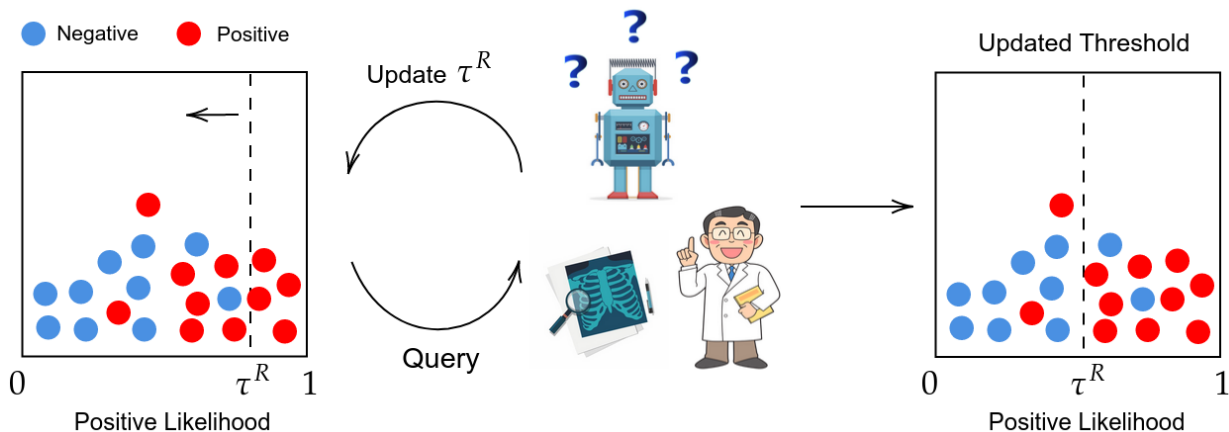 Negative
Positive
Update τ^R
? ? ?
Updated Threshold
Query
0 τ^R 1
Positive Likelihood
0 τ^R 1
Positive Likelihood